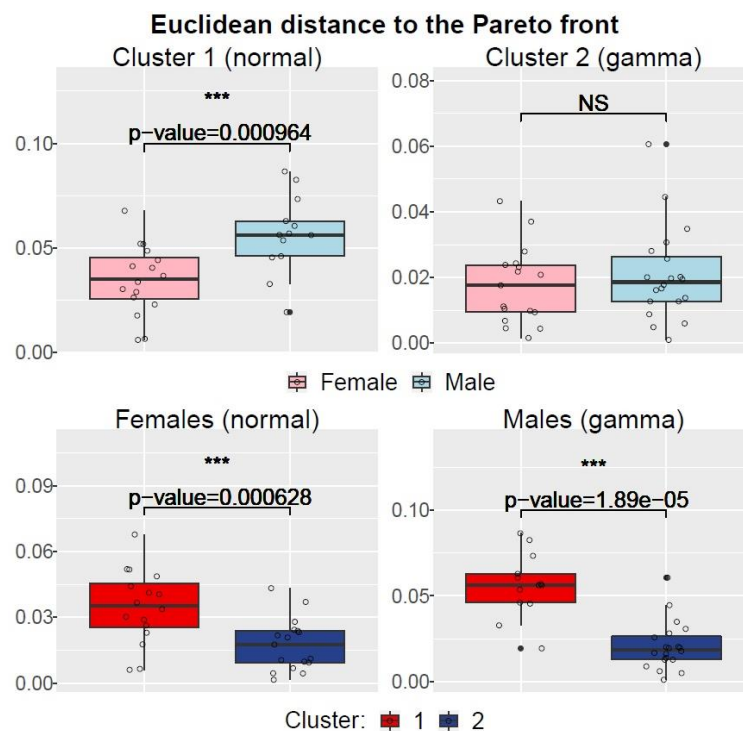 Euclidean distance to the Pareto front
Cluster 1 (normal)
***
p-value=0.000964
0.10
0.05
0.00
Cluster 2 (gamma)
NS
0.08
0.06
0.04
0.02
0.00
Female Male
Females (normal)
***
p-value=0.000628
0.09
0.06
0.03
0.00
Males (gamma)
***
p-value=1.89e-05
0.10
0.05
0.00
Cluster: 1 2